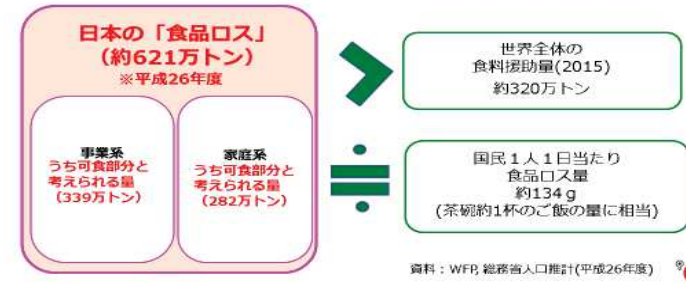 日本の「食品ロス」
(約621万トン)
※平成26年度
事業系
うち可食部分と
考えられる量
(339万トン)
家庭系
うち可食部分と
考えられる量
(282万トン)
世界全体の
食料援助量(2015)
約320万トン
国民1人1日当たり
食品ロス量
約134g
(茶碗約1杯のご飯の量に相当)
資料：WFP, 総務省人口推計(平成26年度)